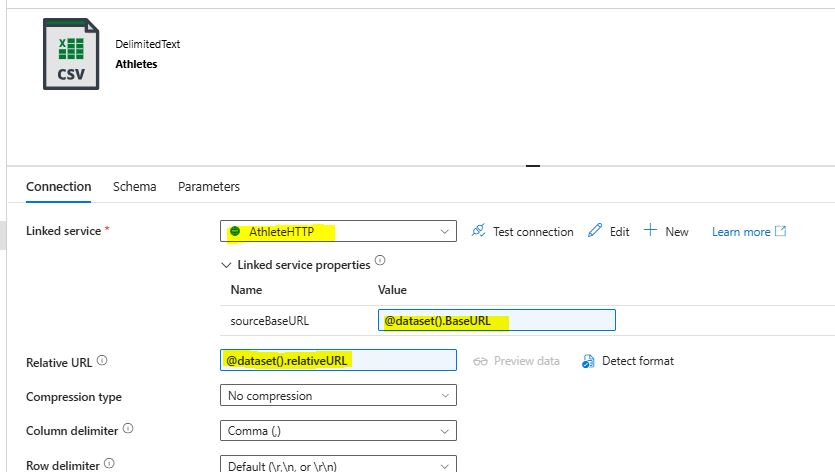 X
CSV
DelimitedText
Athletes
Connection Schema Parameters
Linked service * AthleteHTTP Test connection Edit New Learn more
Linked service properties
Name Value
sourceBaseURL @dataset().BaseURL
Relative URL @dataset().relativeURL Preview data Detect format
Compression type No compression
Column delimiter Comma (,)
Row delimiter Default (\r,\n, or \r\n)